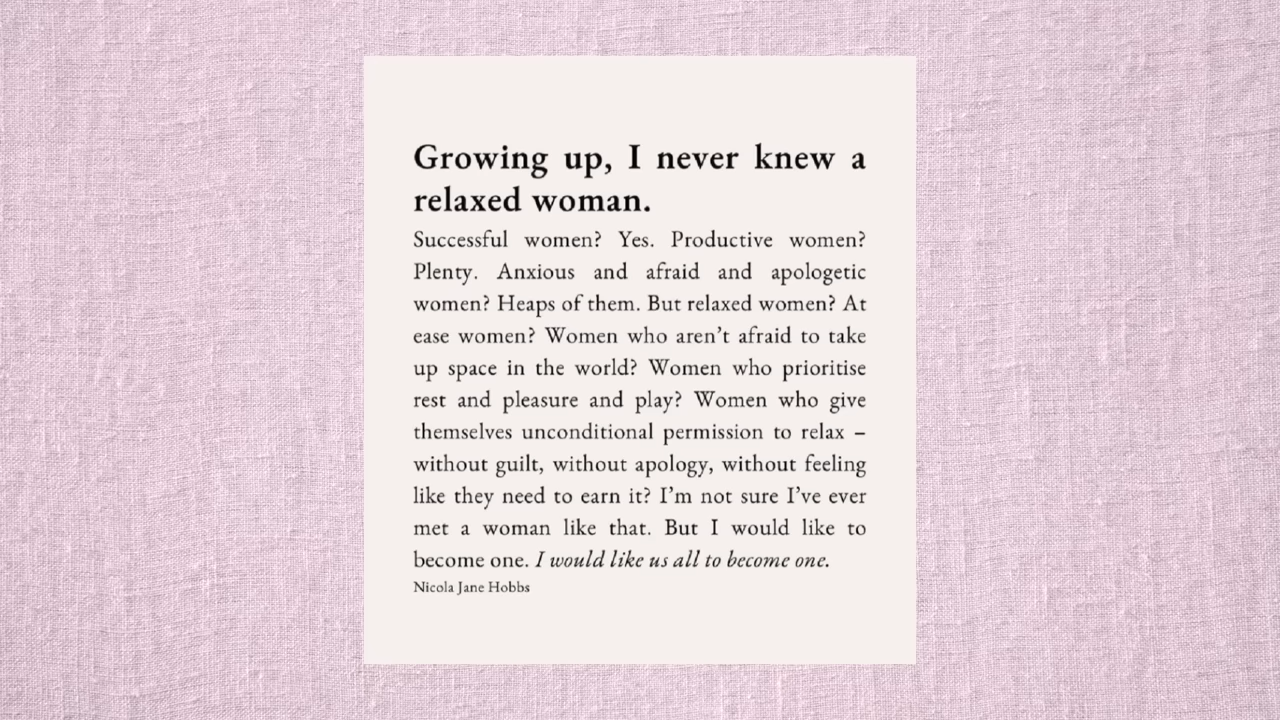 Growing up, I never knew a
relaxed woman.
Successful women? Yes. Productive women?
Plenty. Anxious and afraid and apologetic
women? Heaps of them. But relaxed women? At
ease women? Women who aren’t afraid to take
up space in the world? Women who prioritise
rest and pleasure and play? Women who give
themselves unconditional permission to relax –
without guilt, without apology, without feeling
like they need to earn it? I’m not sure I’ve ever
met a woman like that. But I would like to
become one. I would like us all to become one.
Nicola Jane Hobbs